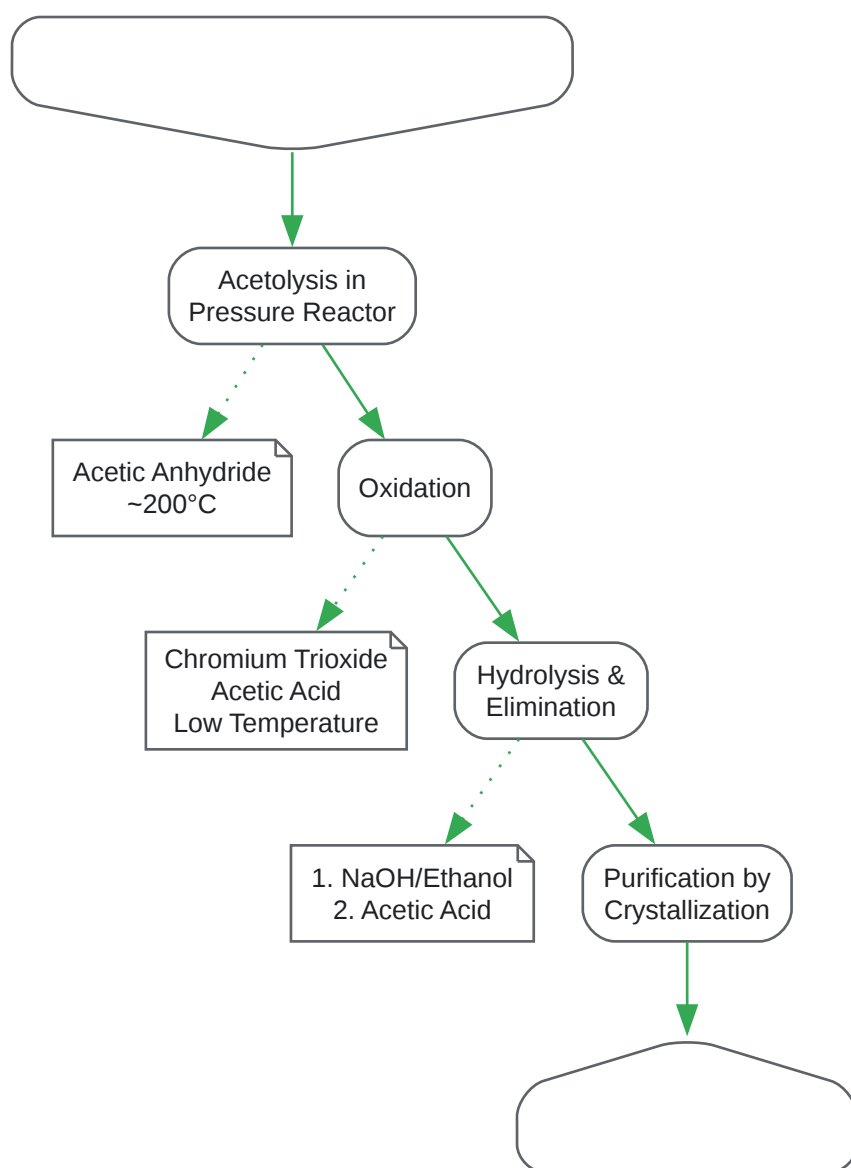 Acetolysis in
Pressure Reactor
Acetic Anhydride
~200°C
Oxidation
Chromium Trioxide
Acetic Acid
Low Temperature
Hydrolysis &
Elimination
1. NaOH/Ethanol
2. Acetic Acid
Purification by
Crystallization